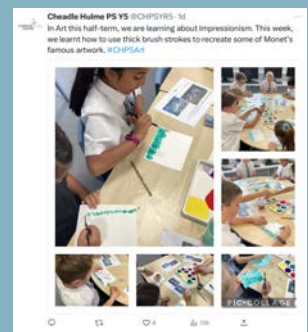 Cheadle Hulme PS Y5 @CHPSYR5 · 1d
In Art this half-term, we are learning about Impressionism. This week,
we learnt how to use thick brush strokes to recreate some of Monet's
famous artwork. #CHPSArt
PIC•COLLAGE